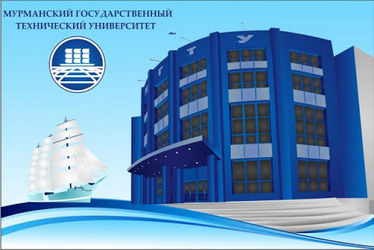 МУРМАНСКИЙ ГОСУДАРСТВЕННЫЙ
ТЕХНИЧЕСКИЙ УНИВЕРСИТЕТ